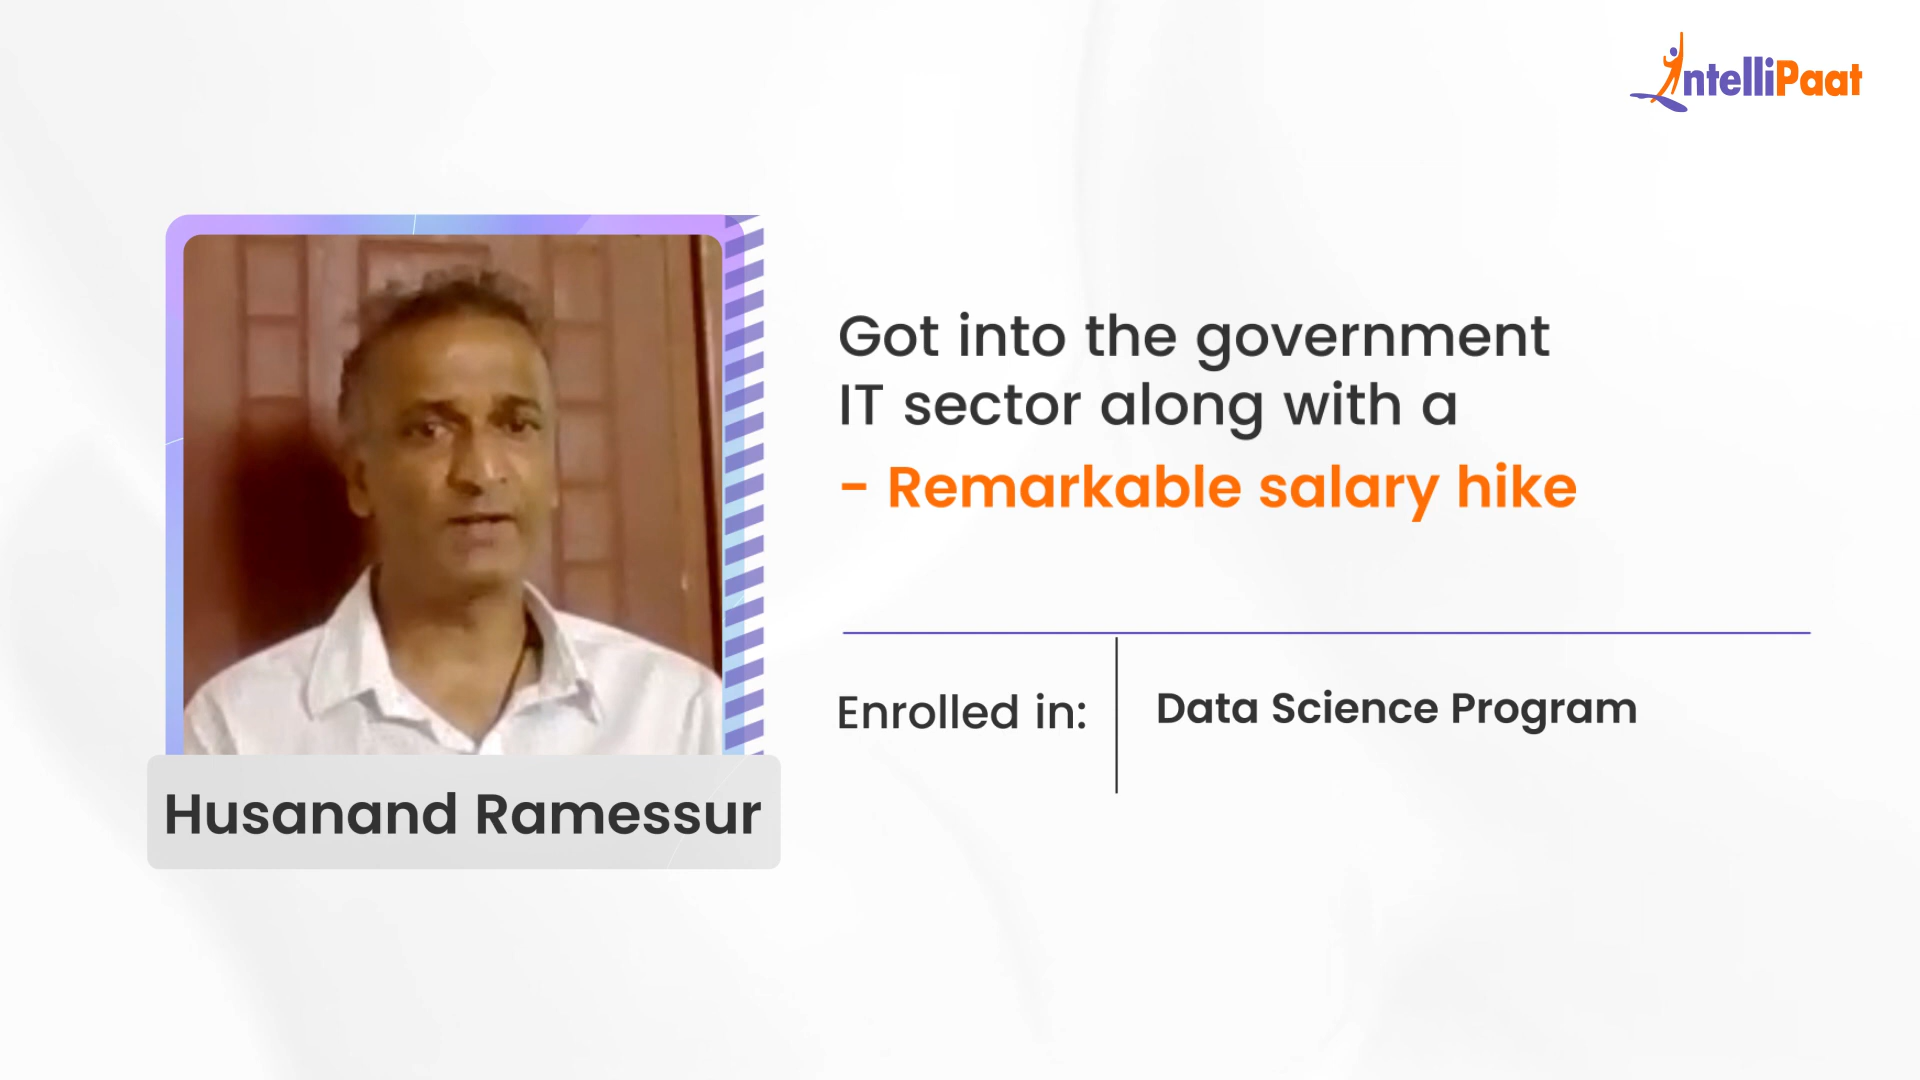 IntelliPaat
Got into the government
IT sector along with a
- Remarkable salary hike
Enrolled in:
Data Science Program
Husanand Ramessur